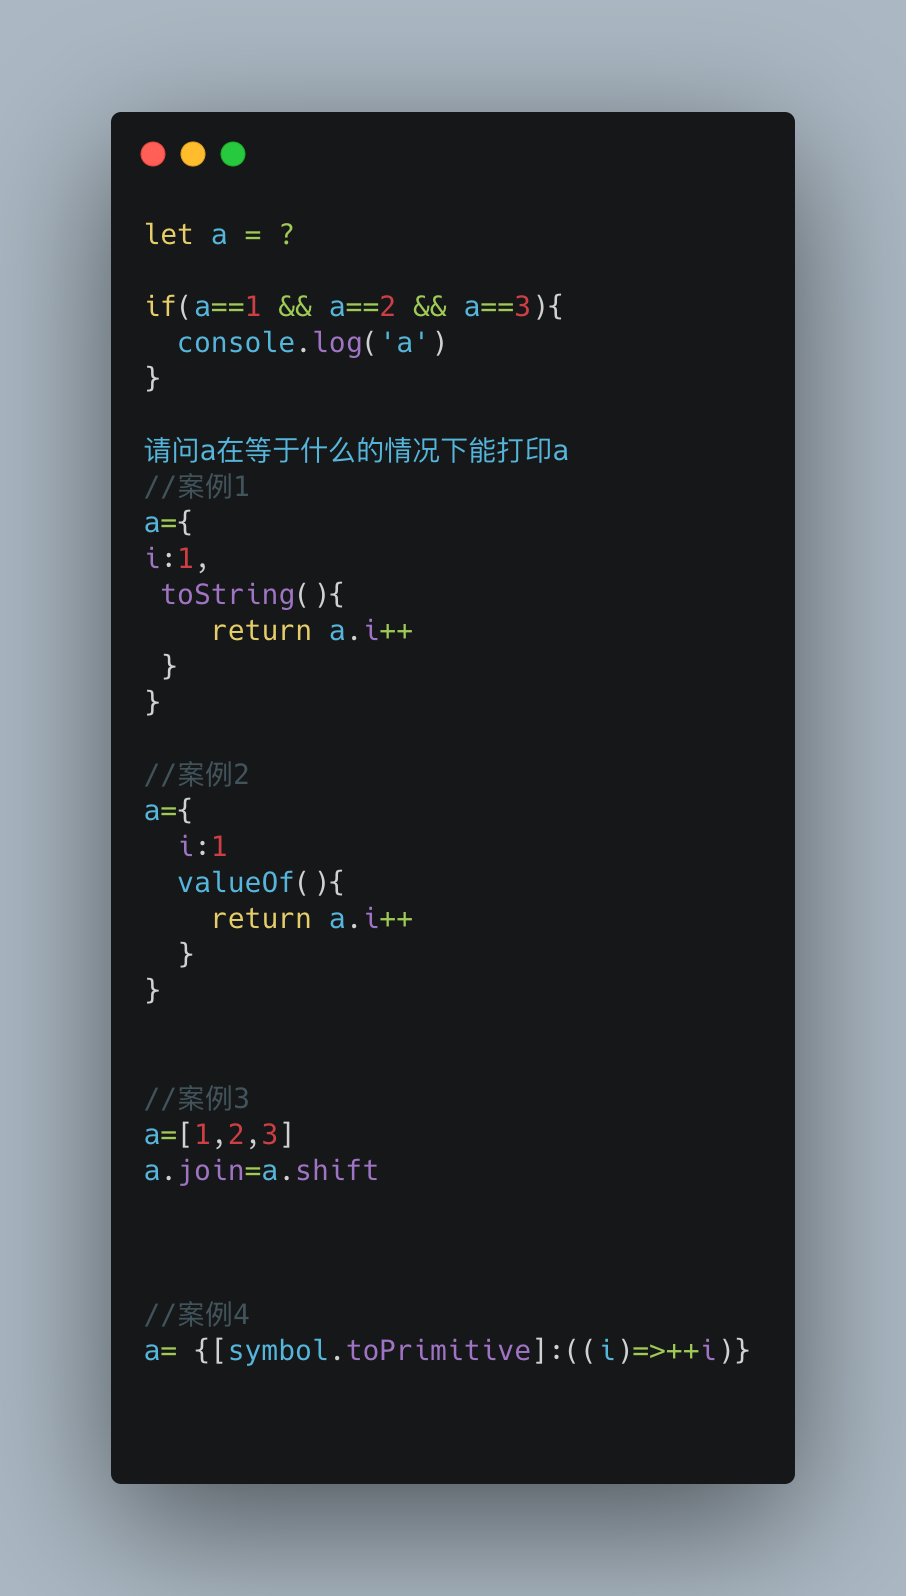 let a = ?
if(a==1 && a==2 && a==3){
  console.log('a')
}
请问a在等于什么的情况下能打印a
//案例1
a={
i:1,
 toString(){
    return a.i++
 }
}
//案例2
a={
  i:1
  valueOf(){
    return a.i++
  }
}
//案例3
a=[1,2,3]
a.join=a.shift
//案例4
a= {[symbol.toPrimitive]:((i)=>++i)}